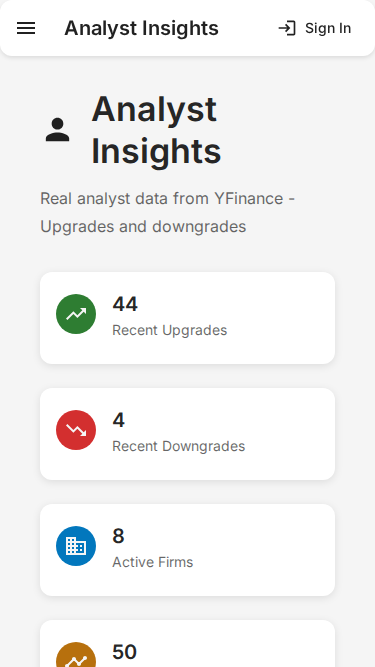 Analyst Insights
Sign In
Analyst
Insights
Real analyst data from YFinance -
Upgrades and downgrades
44
Recent Upgrades
4
Recent Downgrades
8
Active Firms
50